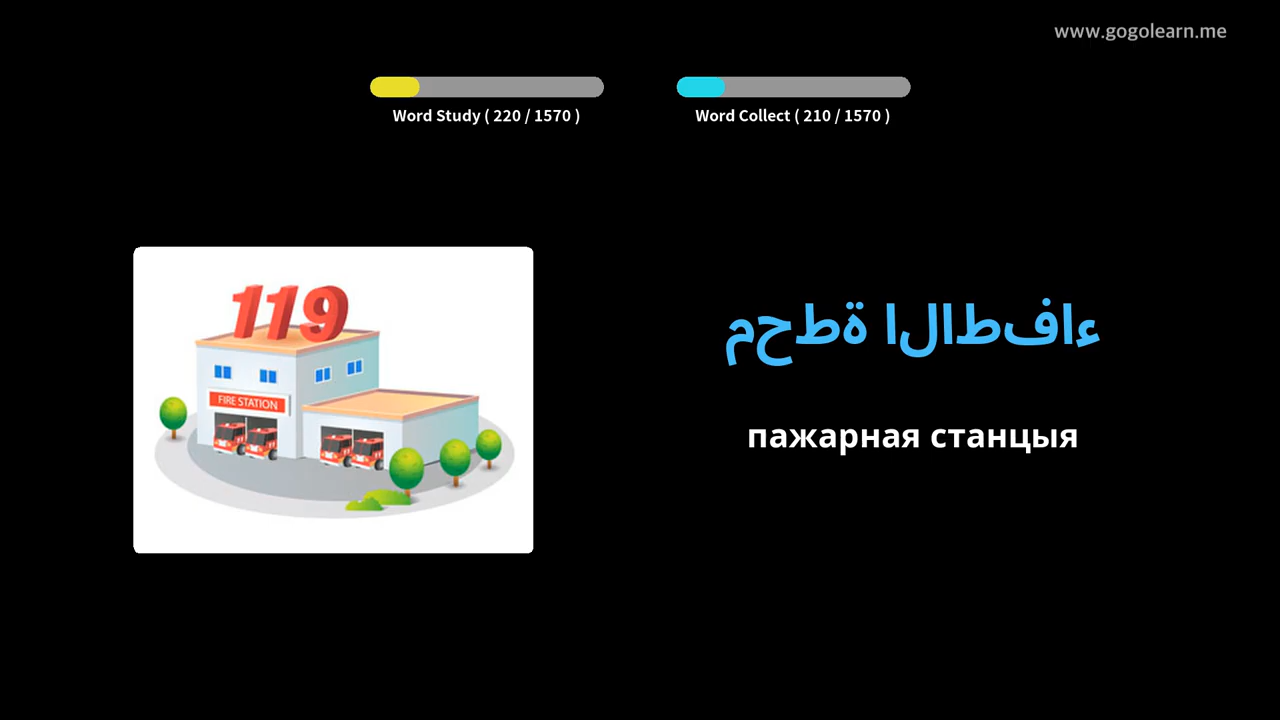 www.gogolearn.me
Word Study ( 220 / 1570 )
Word Collect ( 210 / 1570 )
119
FIRE STATION
محطة الاطفاء
пажарная станцыя